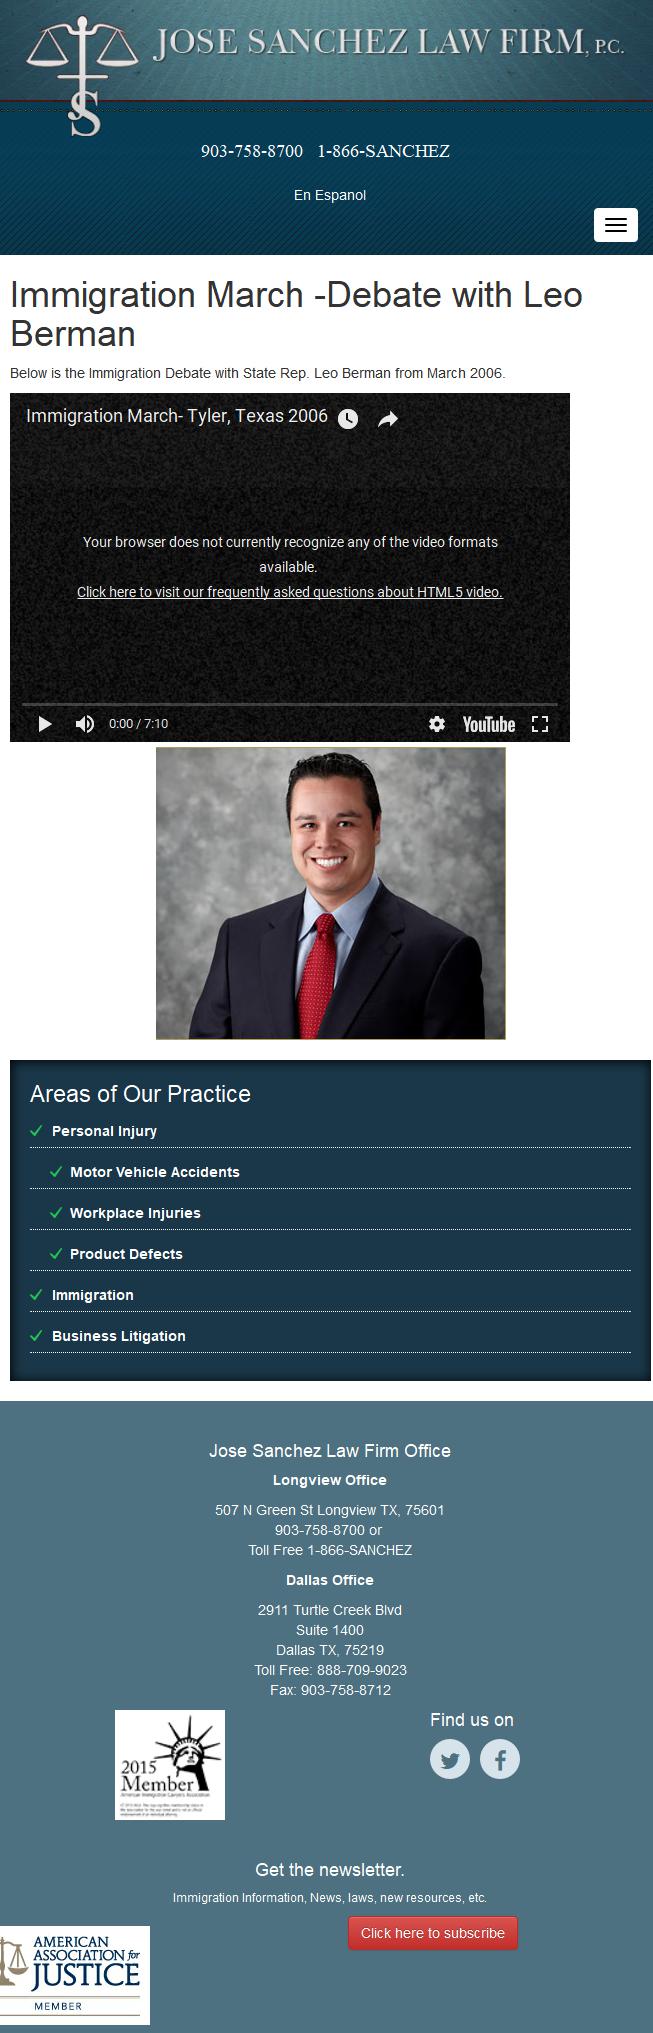 JOSE SANCHEZ LAW FIRM, P.C.
JS
903-758-8700 1-866-SANCHEZ
En Espanol
Immigration March -Debate with Leo
Berman
Below is the Immigration Debate with State Rep. Leo Berman from March 2006.
Immigration March- Tyler, Texas 2006
Your browser does not currently recognize any of the video formats
available.
Click here to visit our frequently asked questions about HTML5 video.
0:00 / 7:10
YouTube
Areas of Our Practice
Personal Injury
Motor Vehicle Accidents
Workplace Injuries
Product Defects
Immigration
Business Litigation
Jose Sanchez Law Firm Office
Longview Office
507 N Green St Longview TX, 75601
903-758-8700 or
Toll Free 1-866-SANCHEZ
Dallas Office
2911 Turtle Creek Blvd
Suite 1400
Dallas TX, 75219
Toll Free: 888-709-9023
Fax: 903-758-8712
Find us on
2015
Member
American Immigration Lawyers Association
Get the newsletter.
Immigration Information, News, laws, new resources, etc.
Click here to subscribe
AMERICAN
ASSOCIATION for
JUSTICE
MEMBER